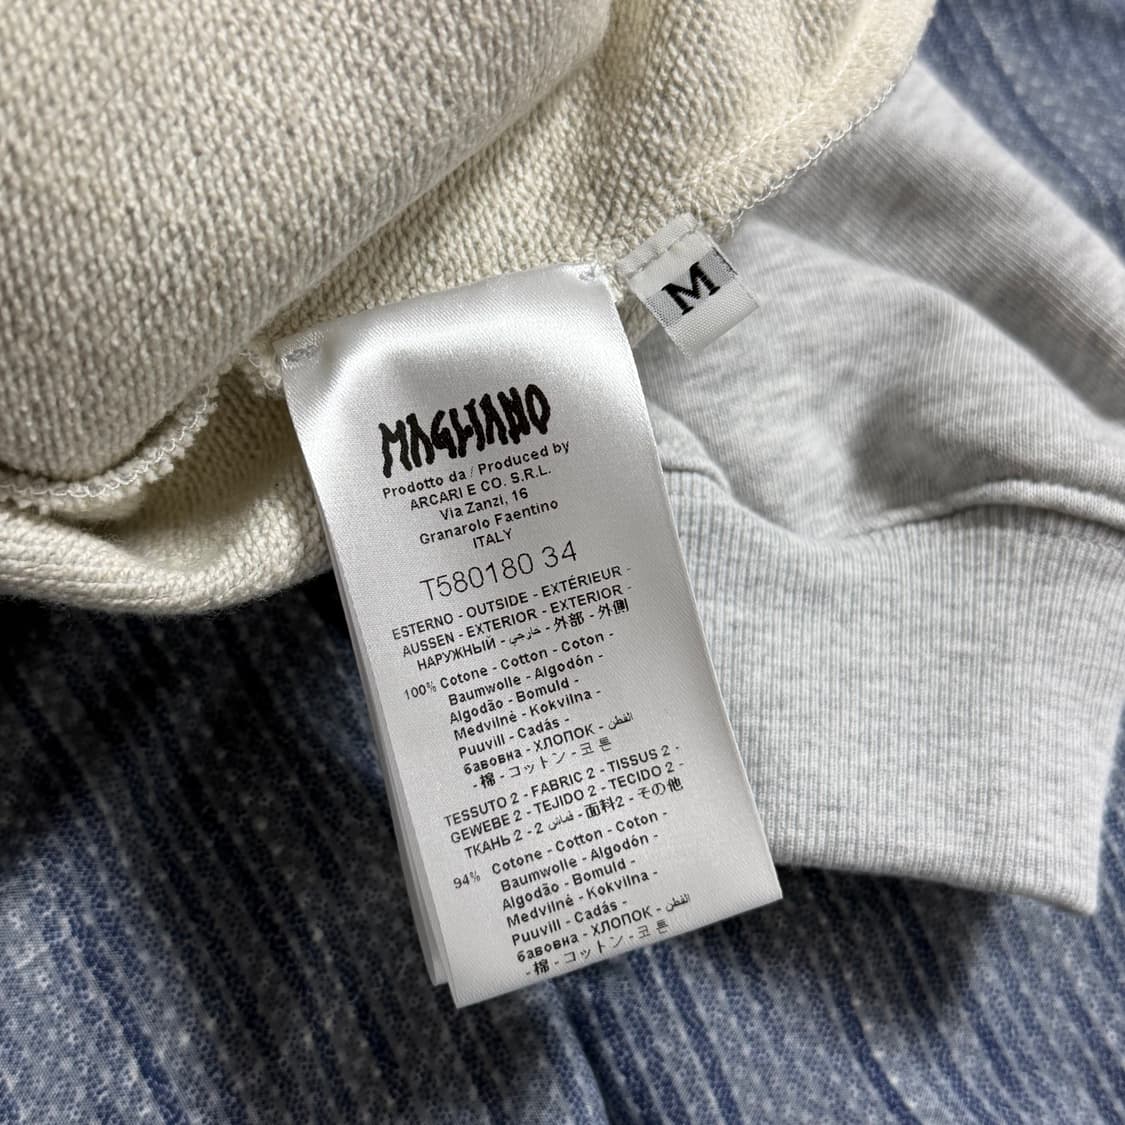 M
MAGLIANO
Prodotto da / Produced by
ARCARI E CO. S.R.L.
Via Zanzi, 16
Granarolo Faentino
ITALY
T580180 34
ESTERNO - OUTSIDE - EXTÉRIEUR -
AUSSEN - EXTERIOR - EXTERIOR -
НАРУЖНЫЙ - خارجي - 外部 - 外側
100% Cotone - Cotton - Coton -
Baumwolle - Algodón -
Algodão - Bomuld -
Medvilnė - Kokvilna -
Puuvill - Cadás -
бавовна - ХЛОПОК - القطن
- 棉 - コットン - 코 튼
TESSUTO 2 - FABRIC 2 - TISSUS 2 -
GEWEBE 2 - TEJIDO 2 - TECIDO 2 -
ТКАНЬ 2 - 2 قماش - 面料2 - その他
94% Cotone - Cotton - Coton -
Baumwolle - Algodón -
Algodão - Bomuld -
Medvilnė - Kokvilna -
Puuvill - Cadás -
бавовна - ХЛОПОК - القطن
- 棉 - コットン - 코 튼